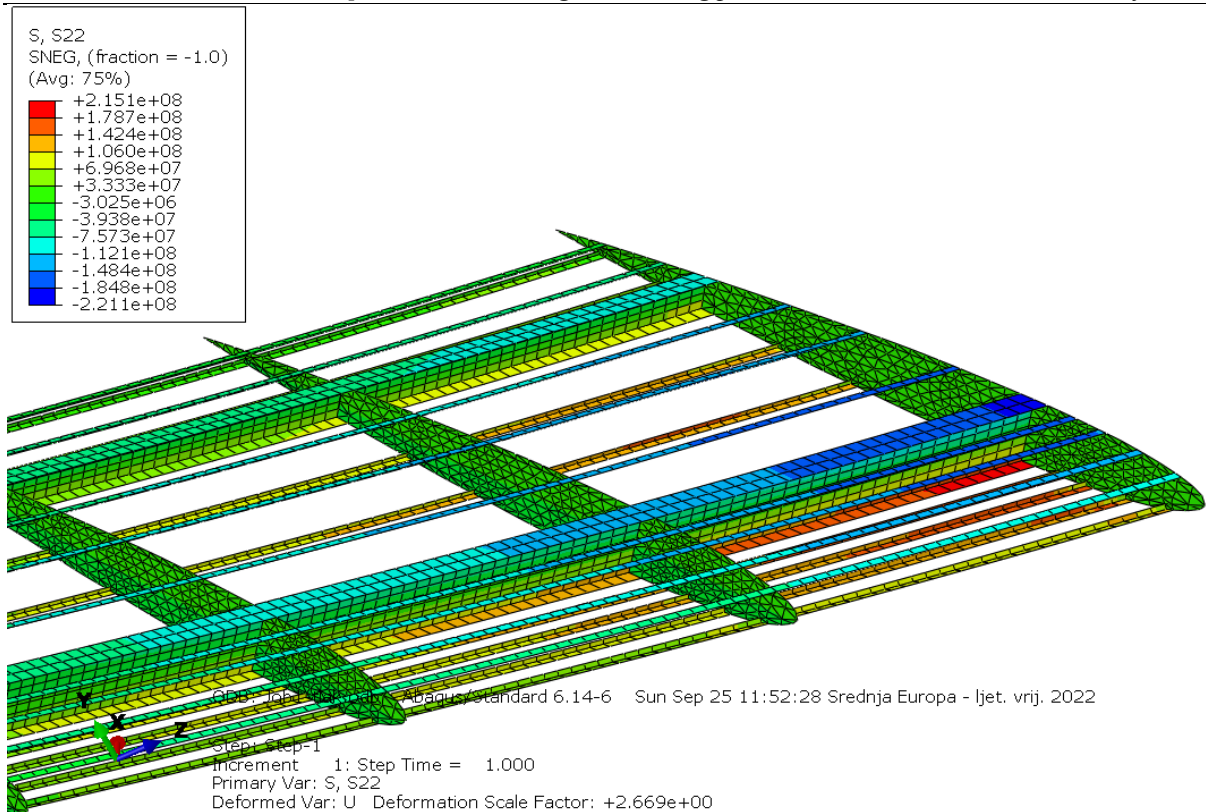 S, S22
SNEG, (fraction = -1.0)
(Avg: 75%)
+2.151e+08
+1.787e+08
+1.424e+08
+1.060e+08
+6.968e+07
+3.333e+07
-3.025e+06
-3.938e+07
-7.573e+07
-1.121e+08
-1.484e+08
-1.848e+08
-2.211e+08
Y
X
Z
ODB: Abaqus/Standard 6.14-6 Sun Sep 25 11:52:28 Srednja Europa - ljet. vrij. 2022
Step: Step-1
Increment 1: Step Time = 1.000
Primary Var: S, S22
Deformed Var: U Deformation Scale Factor: +2.669e+00